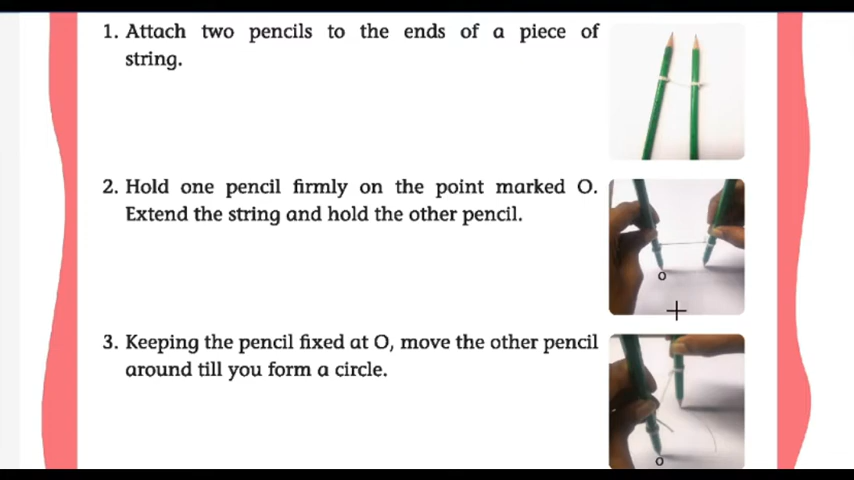 1. Attach two pencils to the ends of a piece of
string.
2. Hold one pencil firmly on the point marked O.
Extend the string and hold the other pencil.
O
3. Keeping the pencil fixed at O, move the other pencil
around till you form a circle.
O